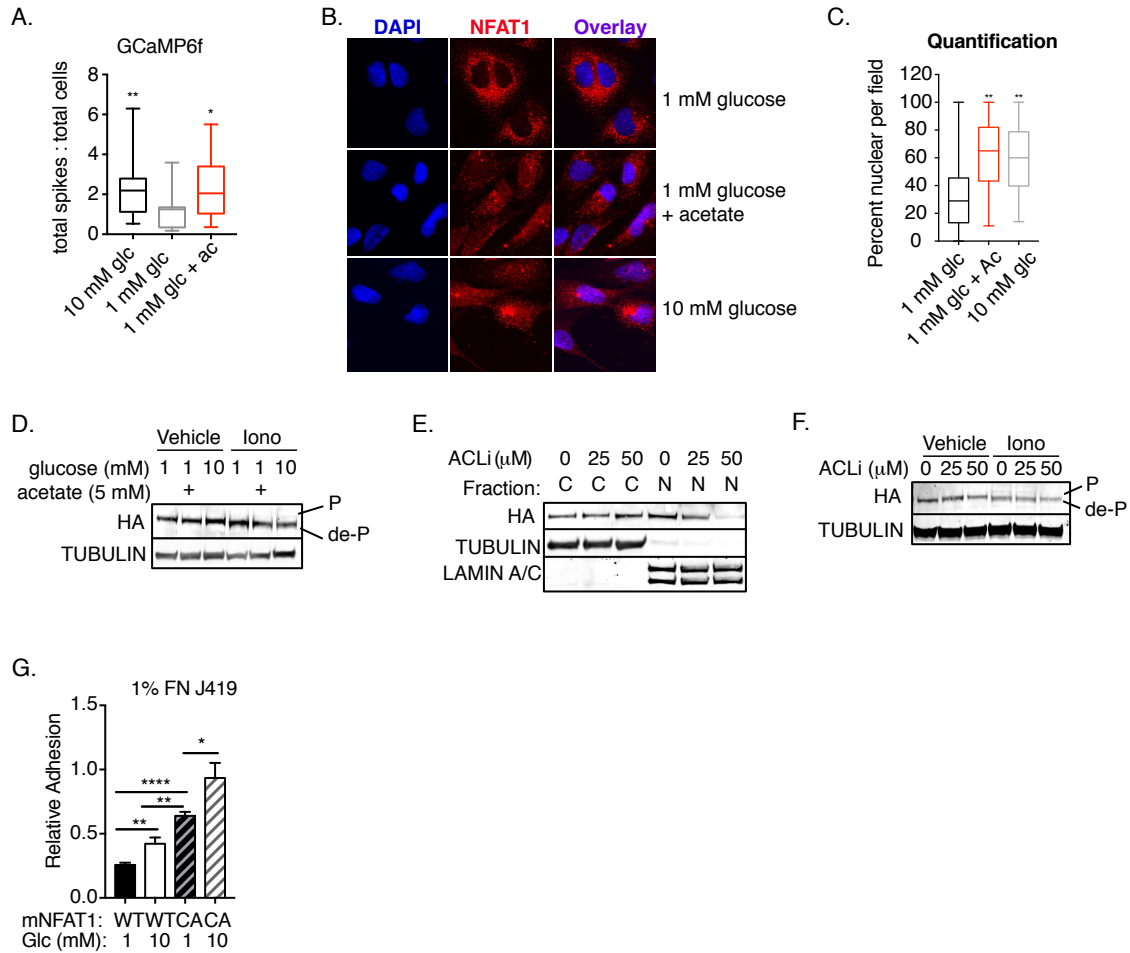 A.
GCaMP6f
total spikes : total cells
8
6
4
2
0
**
*
10 mM glc
1 mM glc
1 mM glc + ac
B.
DAPI NFAT1 Overlay
1 mM glucose
1 mM glucose
+ acetate
10 mM glucose
C.
Quantification
Percent nuclear per field
120
100
80
60
40
20
0
** **
1 mM glc
1 mM glc + Ac
10 mM glc
D.
Vehicle Iono
glucose (mM) 1 1 10 1 1 10
acetate (5 mM) + +
P
HA
de-P
TUBULIN
E.
ACLi (μM) 0 25 50 0 25 50
Fraction: C C C N N N
HA
TUBULIN
LAMIN A/C
F.
Vehicle Iono
ACLi (μM) 0 25 50 0 25 50
P
HA
de-P
TUBULIN
G.
1% FN J419
Relative Adhesion
1.5
1.0
0.5
0.0
*
****
**
**
mNFAT1: WT WT CA CA
Glc (mM): 1 10 1 10